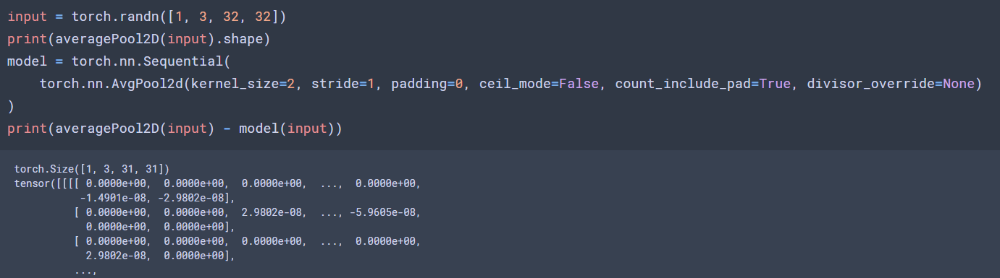 input = torch.randn([1, 3, 32, 32])
print(averagePool2D(input).shape)
model = torch.nn.Sequential(
    torch.nn.AvgPool2d(kernel_size=2, stride=1, padding=0, ceil_mode=False, count_include_pad=True, divisor_override=None)
)
print(averagePool2D(input) - model(input))
torch.Size([1, 3, 31, 31])
tensor([[[[ 0.0000e+00,  0.0000e+00,  0.0000e+00,  ...,  0.0000e+00,
           -1.4901e-08, -2.9802e-08],
          [ 0.0000e+00,  0.0000e+00,  2.9802e-08,  ..., -5.9605e-08,
            0.0000e+00,  0.0000e+00],
          [ 0.0000e+00,  0.0000e+00,  0.0000e+00,  ...,  0.0000e+00,
            2.9802e-08,  0.0000e+00],
          ...,